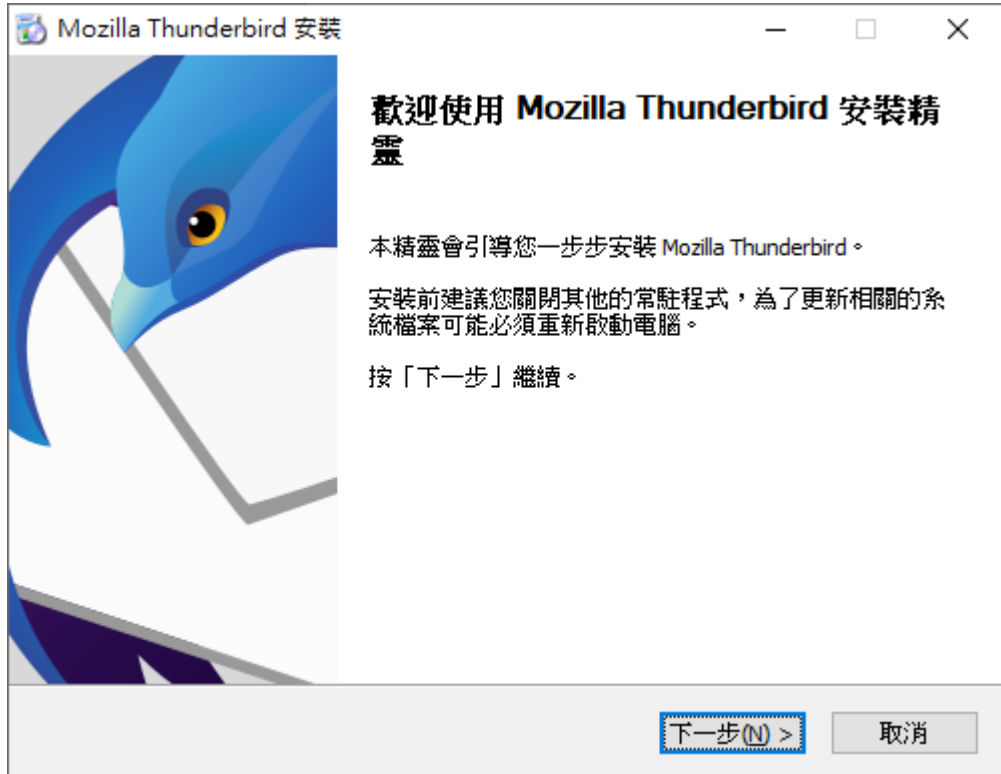 Mozilla Thunderbird 安裝
歡迎使用 Mozilla Thunderbird 安裝精
靈
本精靈會引導您一步步安裝 Mozilla Thunderbird。
安裝前建議您關閉其他的常駐程式，為了更新相關的系
統檔案可能必須重新啟動電腦。
按「下一步」繼續。
下一步(N) >
取消